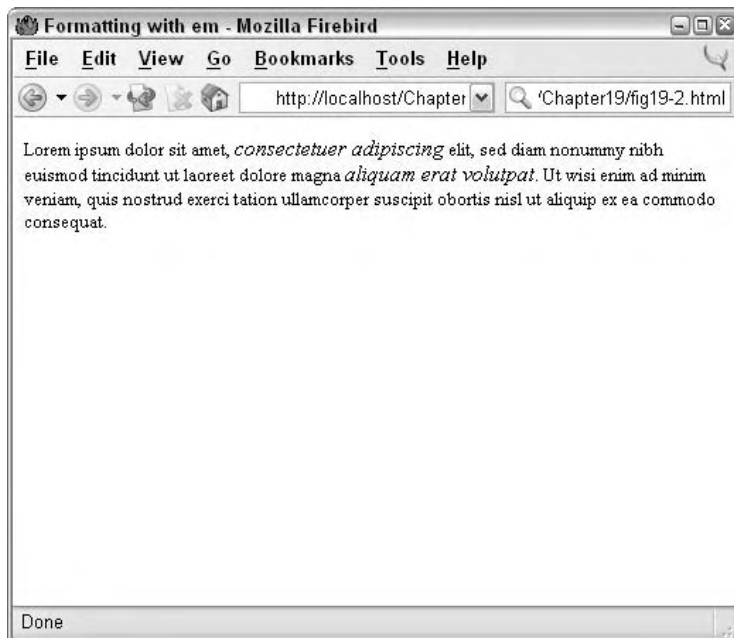 Formatting with em - Mozilla Firebird
File Edit View Go Bookmarks Tools Help
http://localhost/Chapter 'Chapter19/fig19-2.html
Lorem ipsum dolor sit amet, consectetuer adipiscing elit, sed diam nonummy nibh
euismod tincidunt ut laoreet dolore magna aliquam erat volutpat. Ut wisi enim ad minim
veniam, quis nostrud exerci tation ullamcorper suscipit obortis nisl ut aliquip ex ea commodo
consequat.
Done